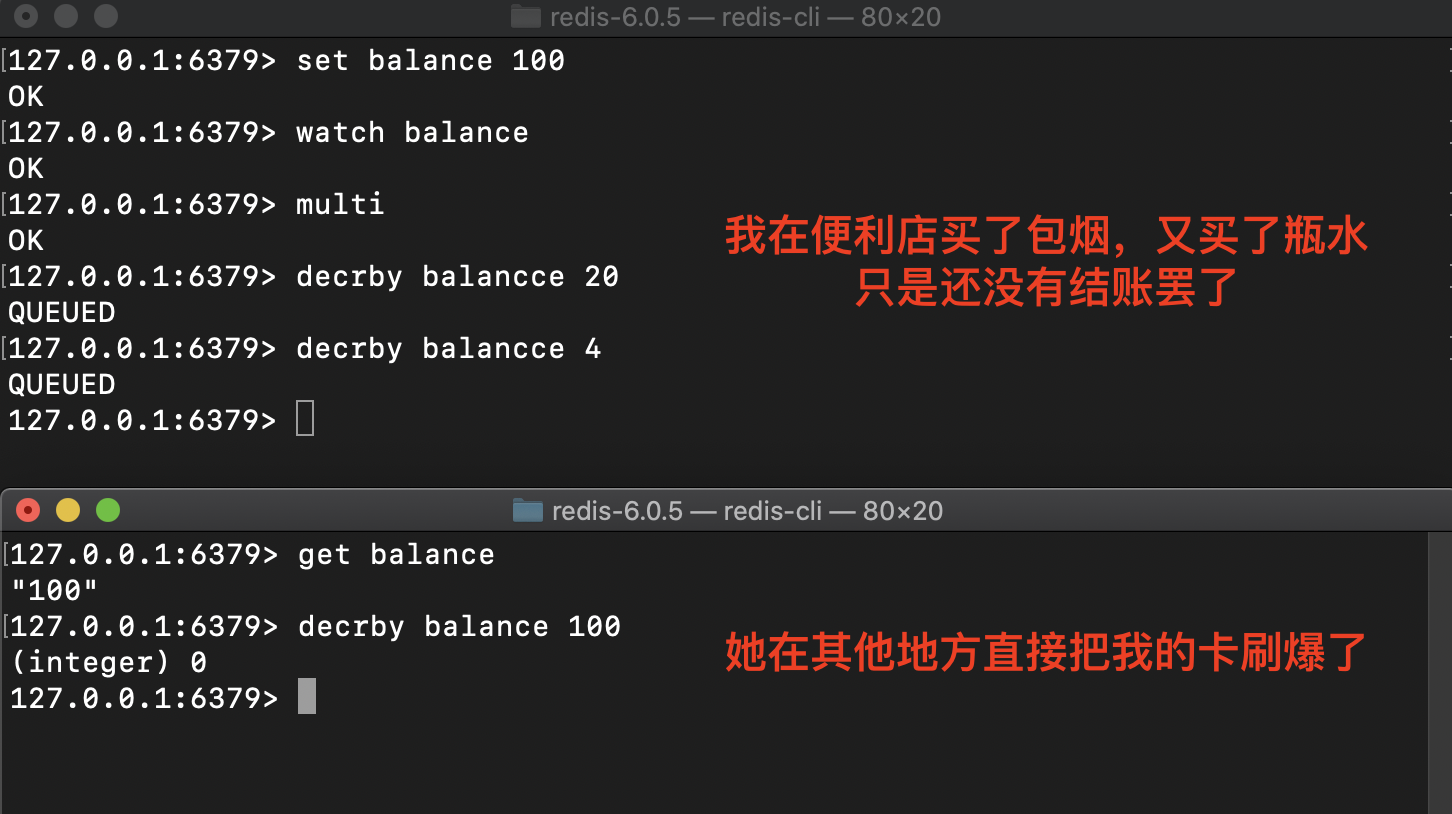 redis-6.0.5 — redis-cli — 80×20
[127.0.0.1:6379> set balance 100
OK
[127.0.0.1:6379> watch balance
OK
[127.0.0.1:6379> multi
OK
[127.0.0.1:6379> decrby balancce 20
QUEUED
[127.0.0.1:6379> decrby balancce 4
QUEUED
127.0.0.1:6379>
我在便利店买了包烟，又买了瓶水
只是还没有结账罢了
redis-6.0.5 — redis-cli — 80×20
[127.0.0.1:6379> get balance
"100"
[127.0.0.1:6379> decrby balance 100
(integer) 0
127.0.0.1:6379>
她在其他地方直接把我的卡刷爆了